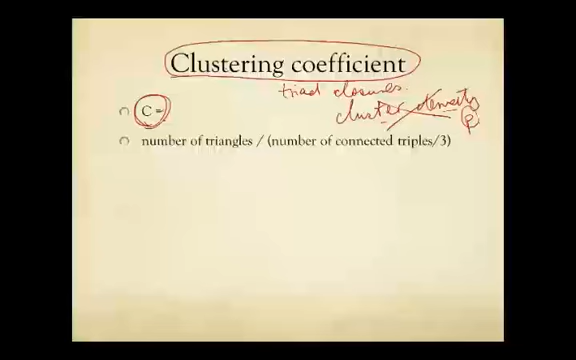 Clustering coefficient
triad closures.
cluster density
C =
number of triangles / (number of connected triples/3)